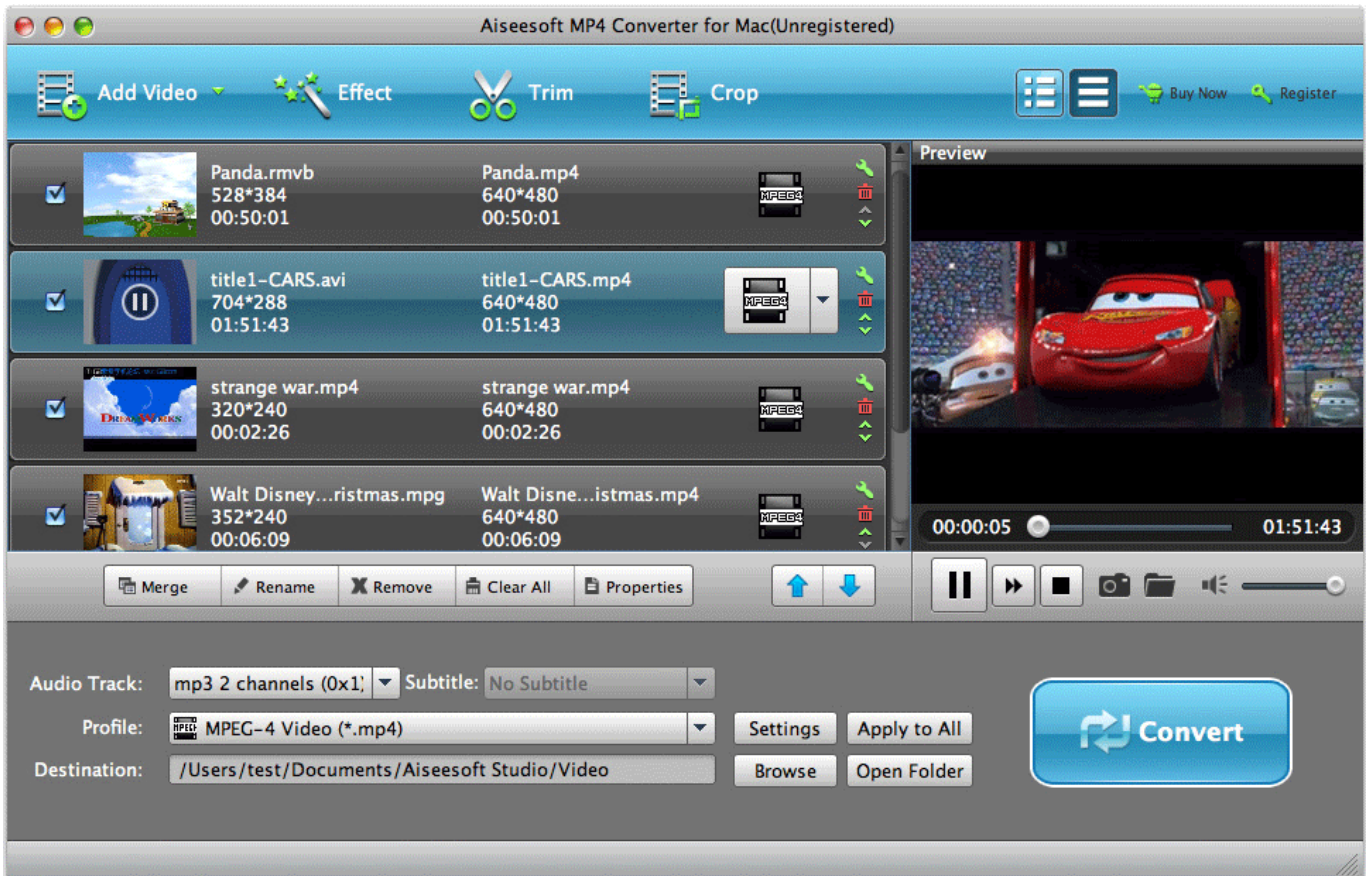 Aiseesoft MP4 Converter for Mac(Unregistered)
Add Video
Effect
Trim
Crop
Buy Now
Register
Panda.rmvb
528*384
00:50:01
Panda.mp4
640*480
00:50:01
MPEG4
title1-CARS.avi
704*288
01:51:43
title1-CARS.mp4
640*480
01:51:43
MPEG4
DREAMWORKS
strange war.mp4
320*240
00:02:26
strange war.mp4
640*480
00:02:26
MPEG4
Walt Disney...ristmas.mpg
352*240
00:06:09
Walt Disne...istmas.mp4
640*480
00:06:09
MPEG4
Preview
00:00:05
01:51:43
Merge
Rename
Remove
Clear All
Properties
Audio Track:
mp3 2 channels (0x1)
Subtitle:
No Subtitle
Profile:
MPEG-4 Video (*.mp4)
Settings
Apply to All
Destination:
/Users/test/Documents/Aiseesoft Studio/Video
Browse
Open Folder
Convert